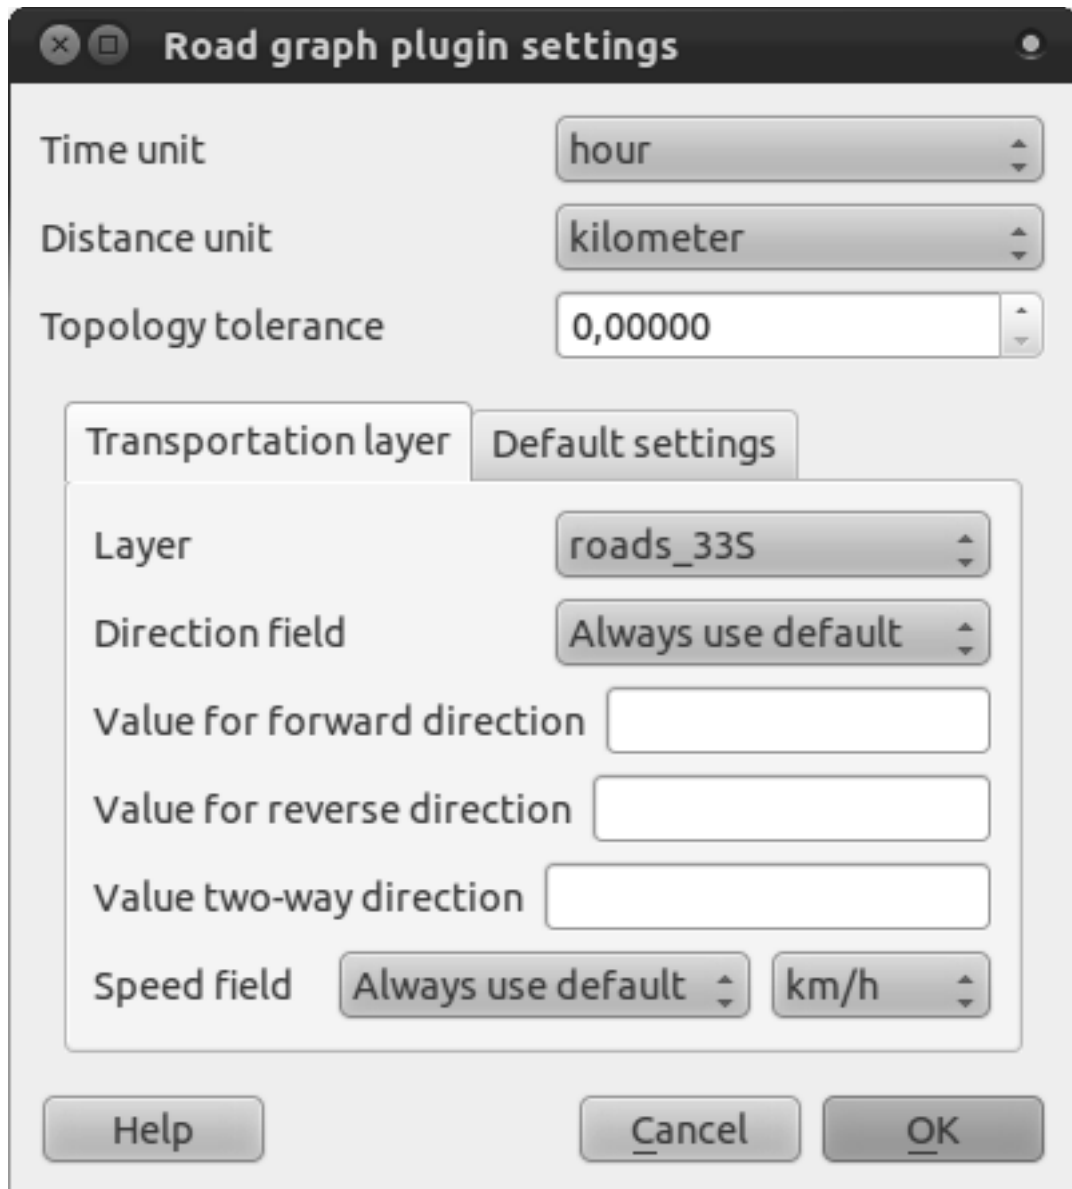 Road graph plugin settings
Time unit hour
Distance unit kilometer
Topology tolerance 0,00000
Transportation layer Default settings
Layer roads_33S
Direction field Always use default
Value for forward direction
Value for reverse direction
Value two-way direction
Speed field Always use default km/h
Help Cancel OK